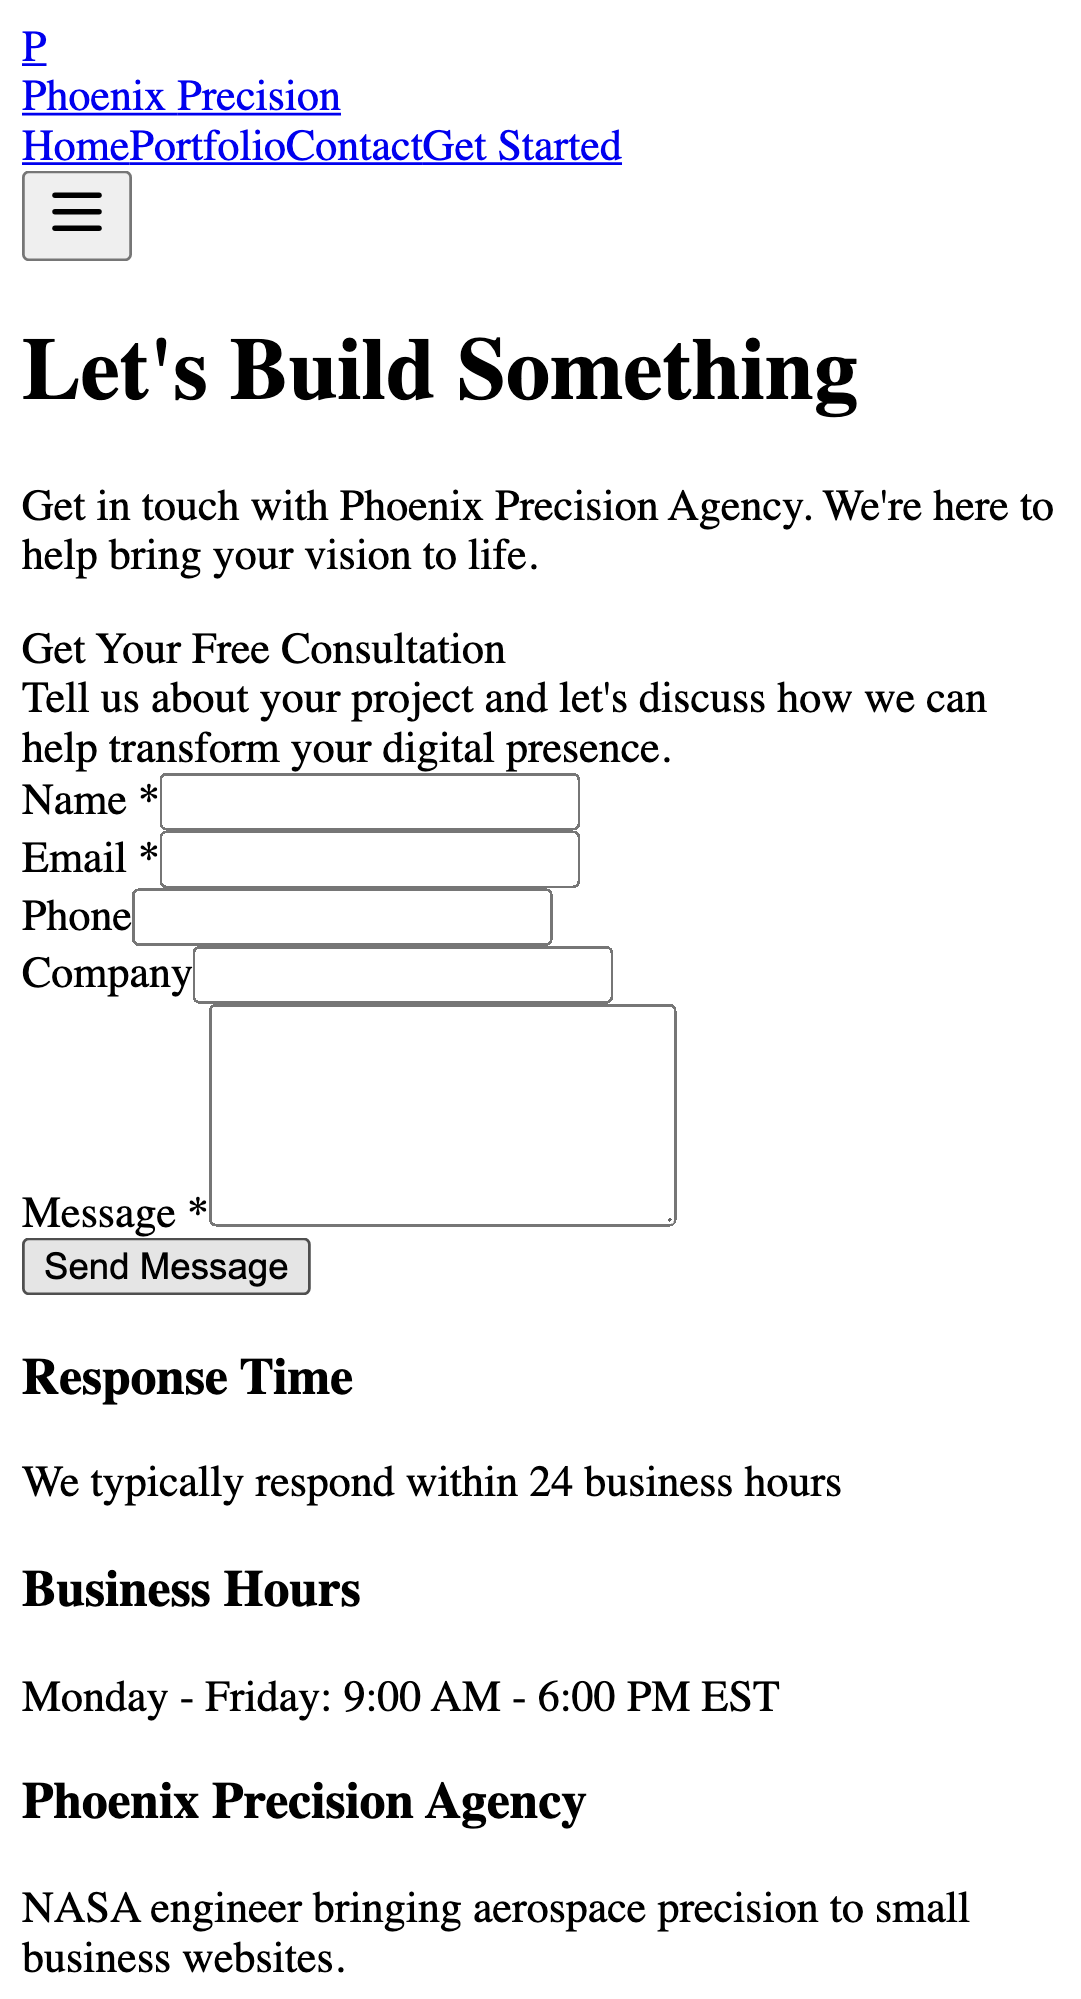 P
Phoenix Precision
HomePortfolioContactGet Started
Let's Build Something
Get in touch with Phoenix Precision Agency. We're here to
help bring your vision to life.
Get Your Free Consultation
Tell us about your project and let's discuss how we can
help transform your digital presence.
Name *
Email *
Phone
Company
Message *
Send Message
Response Time
We typically respond within 24 business hours
Business Hours
Monday - Friday: 9:00 AM - 6:00 PM EST
Phoenix Precision Agency
NASA engineer bringing aerospace precision to small
business websites.